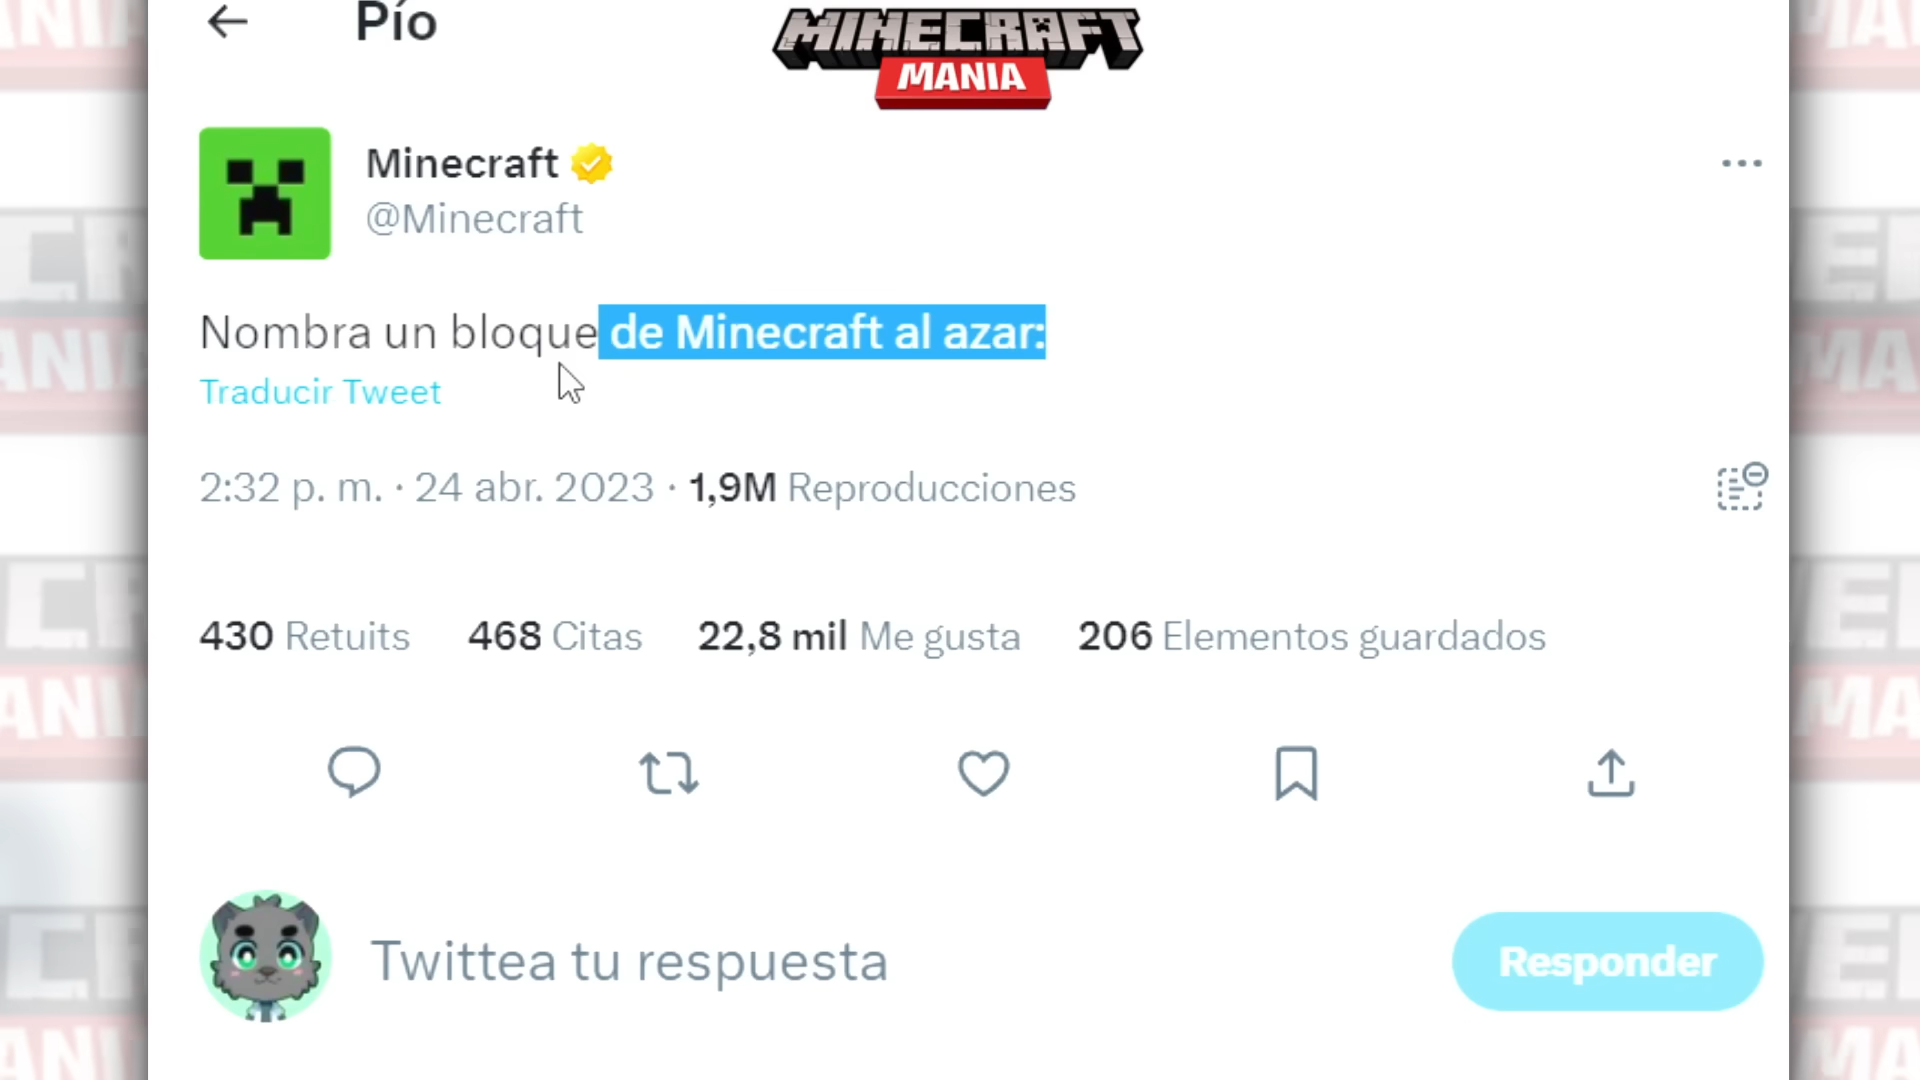 Pío
MINECRAFT
MANIA
Minecraft
@Minecraft
Nombra un bloque de Minecraft al azar:
Traducir Tweet
2:32 p. m. · 24 abr. 2023 · 1,9M Reproducciones
430 Retuits 468 Citas 22,8 mil Me gusta 206 Elementos guardados
Twittea tu respuesta
Responder